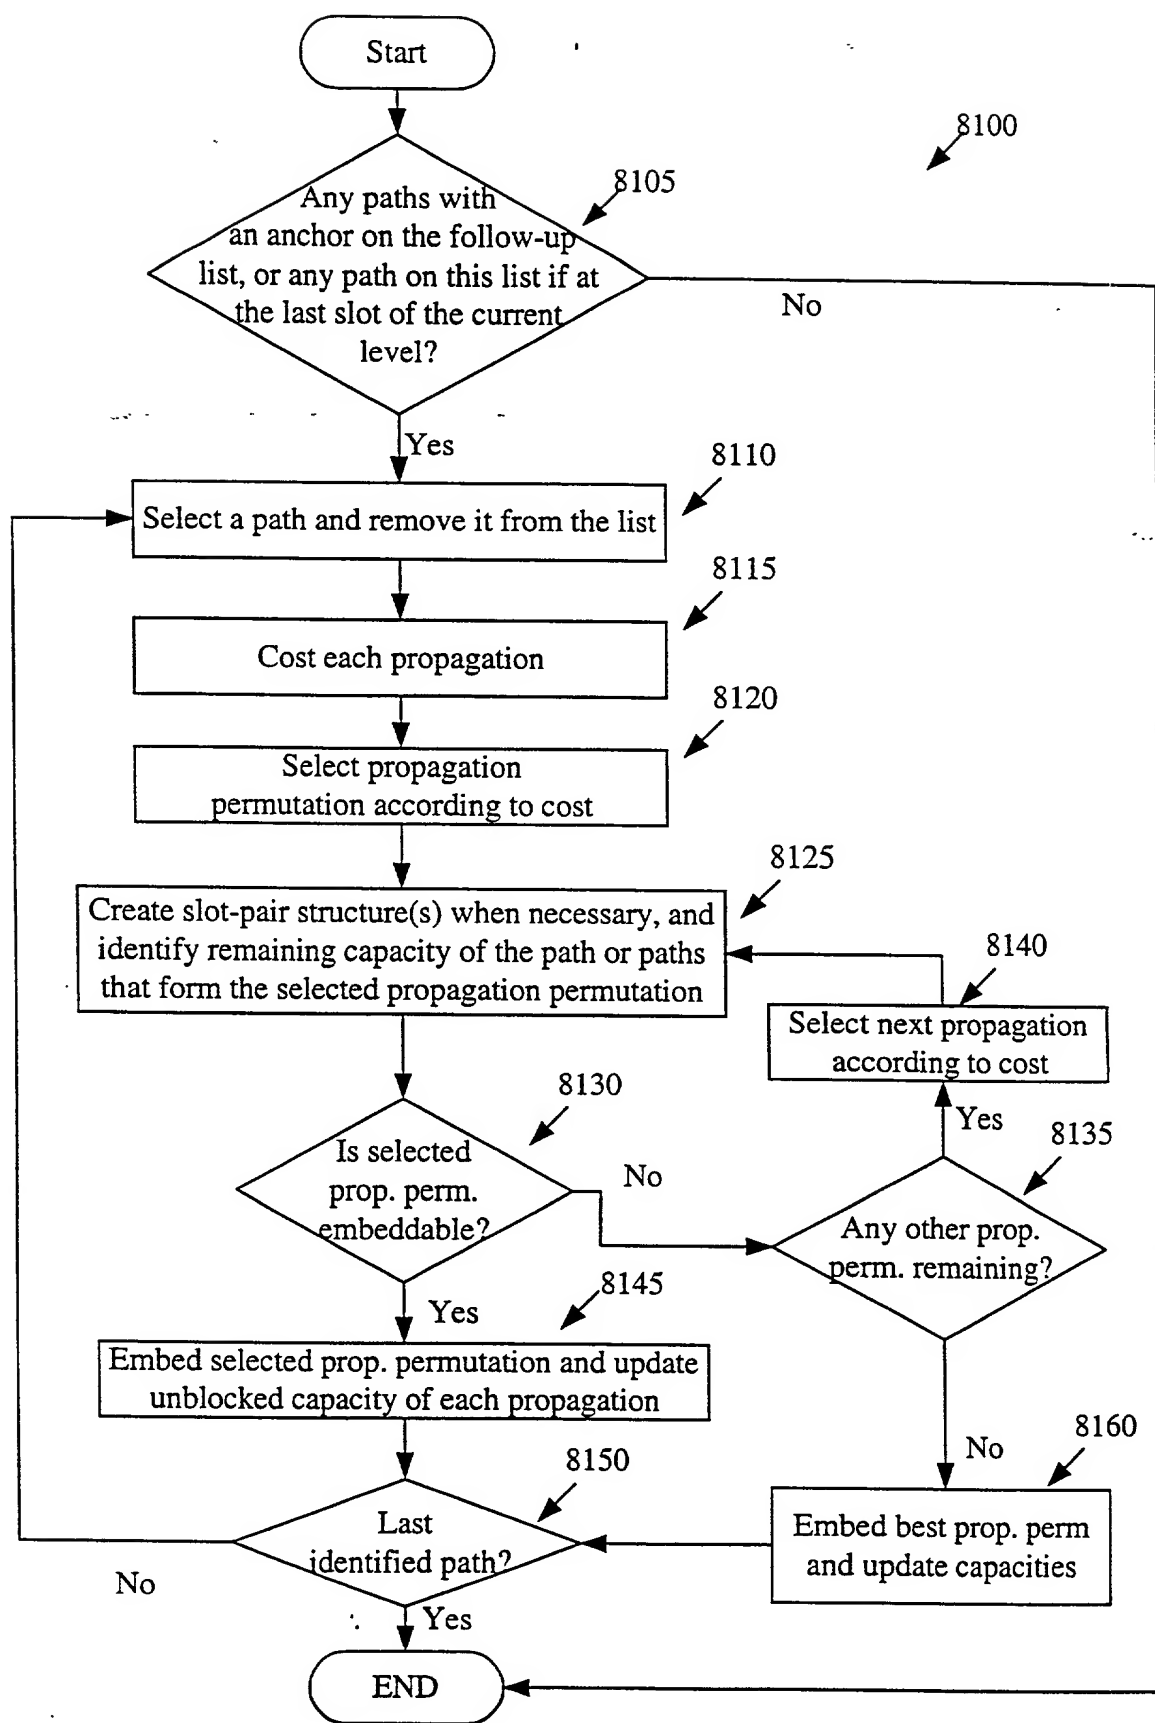 Start
8100
8105
Any paths with
an anchor on the follow-up
list, or any path on this list if at
the last slot of the current
level?
No
Yes
8110
Select a path and remove it from the list
8115
Cost each propagation
8120
Select propagation
permutation according to cost
8125
Create slot-pair structure(s) when necessary, and
identify remaining capacity of the path or paths
that form the selected propagation permutation
8140
Select next propagation
according to cost
8130
Is selected
prop. perm.
embeddable?
No
Yes
8135
Any other prop.
perm. remaining?
Yes
8145
Embed selected prop. permutation and update
unblocked capacity of each propagation
No
8160
Embed best prop. perm
and update capacities
8150
Last
identified path?
No
Yes
END